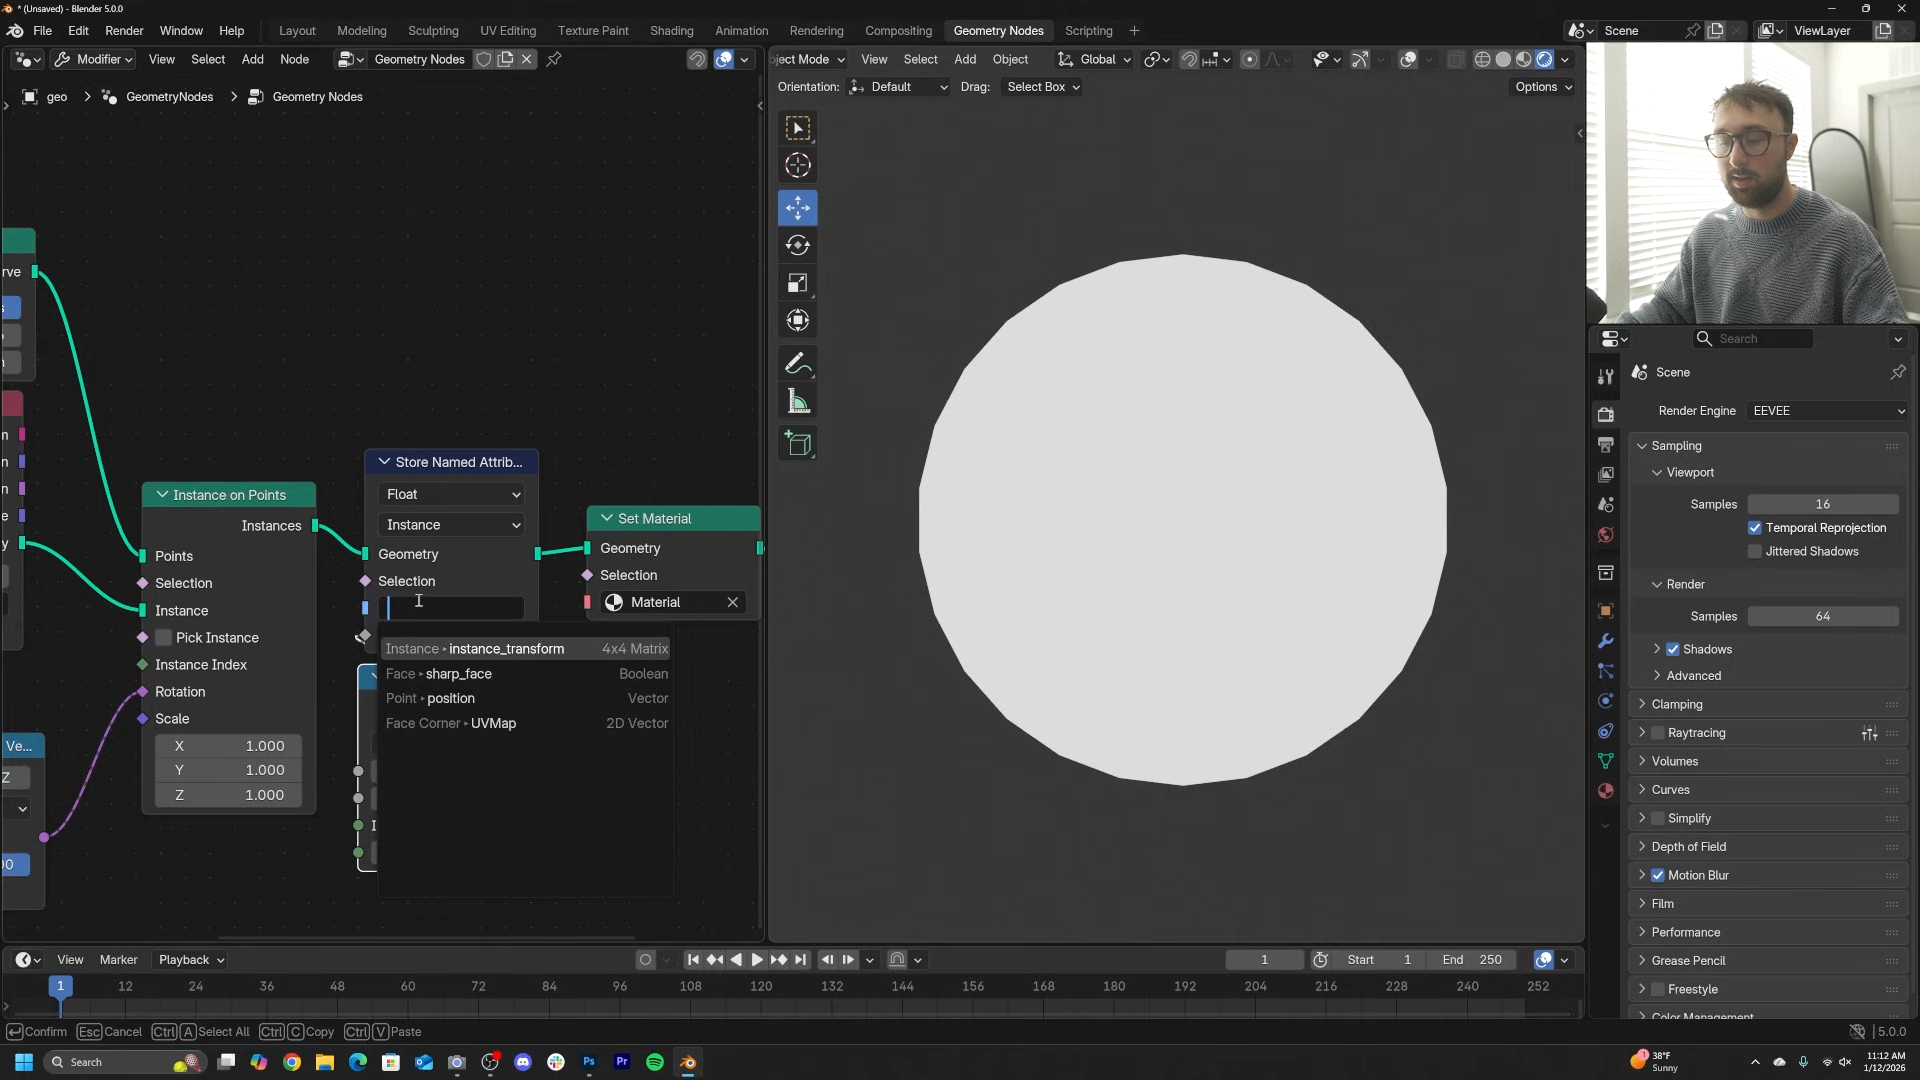 * (Unsaved) - Blender 5.0.0
File Edit Render Window Help
Layout Modeling Sculpting UV Editing Texture Paint Shading Animation Rendering Compositing Geometry Nodes Scripting
Scene ViewLayer
Modifier View Select Add Node Geometry Nodes
ject Mode View Select Add Object Global
Orientation: Default Drag: Select Box Options
geo GeometryNodes Geometry Nodes
rve
Instance on Points
Instances
Points
Selection
Instance
Pick Instance
Instance Index
Rotation
Scale
X 1.000
Y 1.000
Z 1.000
Ve...
Z
Store Named Attrib...
Float
Instance
Geometry
Selection
Instance instance_transform 4x4 Matrix
Face sharp_face Boolean
Point position Vector
Face Corner UVMap 2D Vector
Set Material
Geometry
Selection
Material
Search
Scene
Render Engine EEVEE
Sampling
Viewport
Samples 16
Temporal Reprojection
Jittered Shadows
Render
Samples 64
Shadows
Advanced
Clamping
Raytracing
Volumes
Curves
Simplify
Depth of Field
Motion Blur
Film
Performance
Grease Pencil
Freestyle
Color Management
View Marker Playback 1 Start 1 End 250
1 12 24 36 48 60 72 84 96 108 120 132 144 156 168 180 192 204 216 228 240 252
Confirm Esc Cancel Ctrl A Select All Ctrl C Copy Ctrl V Paste 5.0.0
Search Ps Pr 38°F Sunny 11:12 AM 1/12/2026